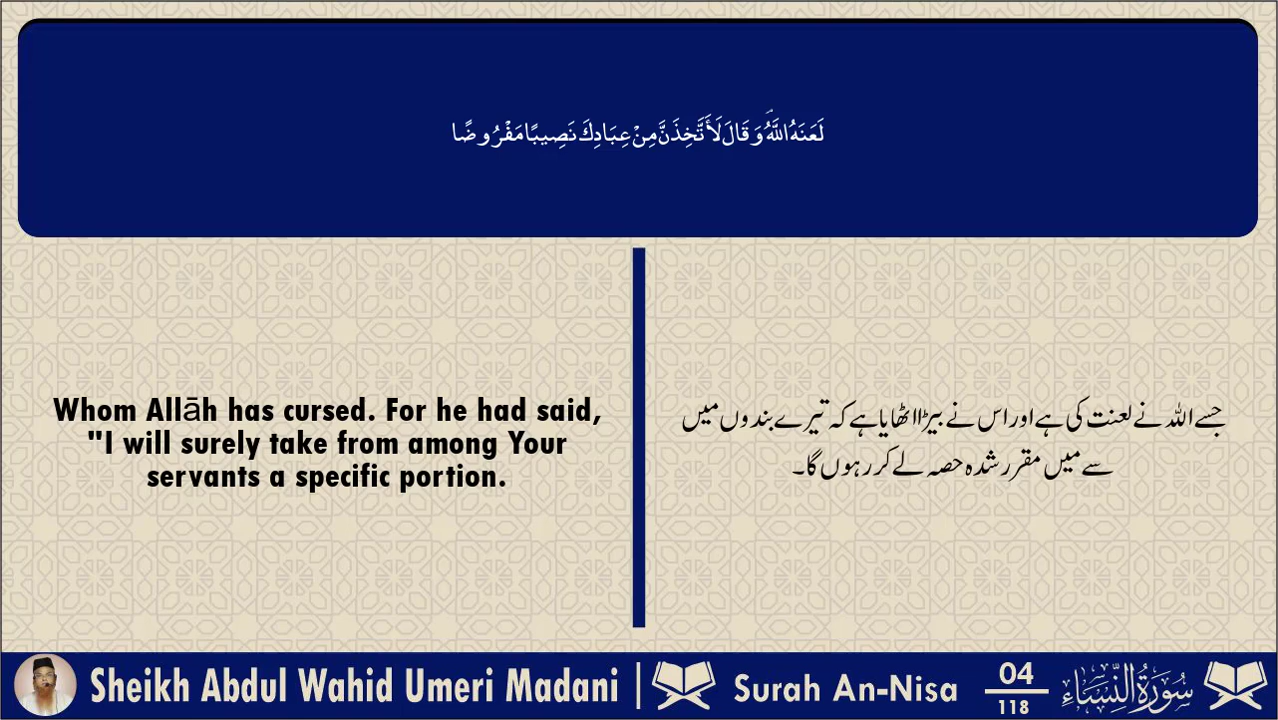 لَعَنَهُ اللَّهُ ۘ وَقَالَ لَأَتَّخِذَنَّ مِنْ عِبَادِكَ نَصِيبًا مَفْرُوضًا
Whom Allāh has cursed. For he had said,
"I will surely take from among Your
servants a specific portion.
جسے اللہ نے لعنت کی ہے اور اس نے بیڑا اٹھایا ہے کہ تیرے بندوں میں
سے میں مقرر شده حصہ لے کر رہوں گا۔
Sheikh Abdul Wahid Umeri Madani |
Surah An-Nisa
04
118
سُورَةُ النِّسَاء